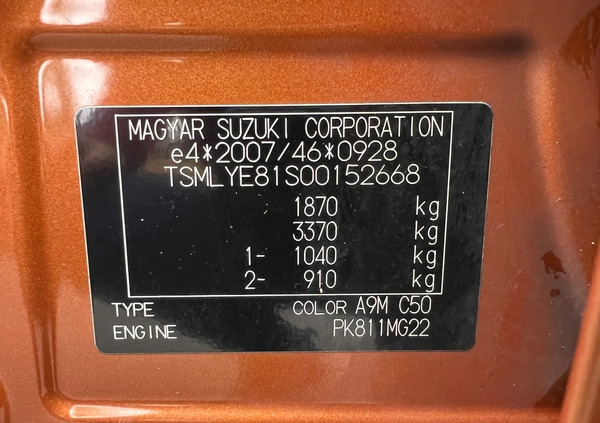 MAGYAR SUZUKI CORPORATION
e4*2007/46*0928
TSMLYE81S00152668
1870 kg
3370 kg
1- 1040 kg
2- 910 kg
TYPE COLOR A9M C50
ENGINE PK811MG22